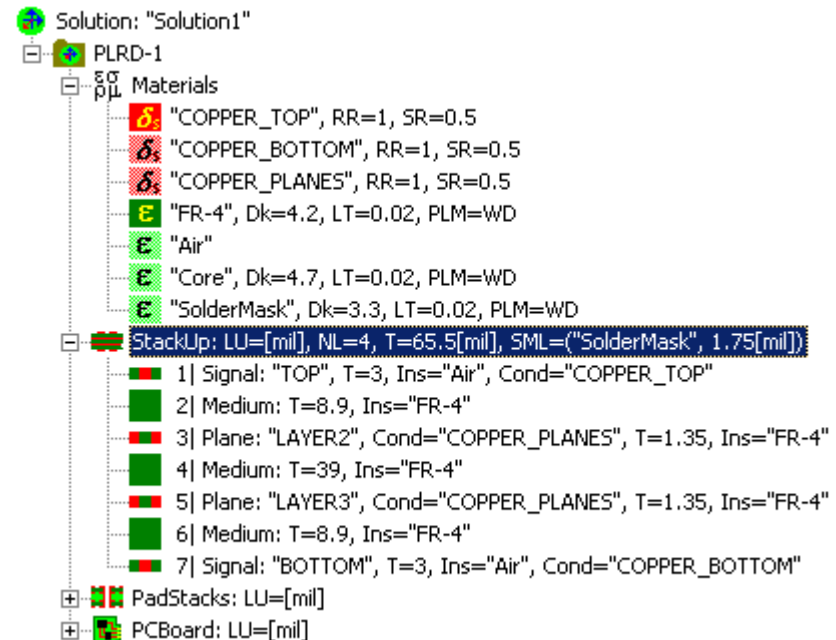 Solution: "Solution1"
PLRD-1
εσ
ρμ Materials
δs "COPPER_TOP", RR=1, SR=0.5
δs "COPPER_BOTTOM", RR=1, SR=0.5
δs "COPPER_PLANES", RR=1, SR=0.5
ε "FR-4", Dk=4.2, LT=0.02, PLM=WD
ε "Air"
ε "Core", Dk=4.7, LT=0.02, PLM=WD
ε "SolderMask", Dk=3.3, LT=0.02, PLM=WD
StackUp: LU=[mil], NL=4, T=65.5[mil], SML=("SolderMask", 1.75[mil])
1| Signal: "TOP", T=3, Ins="Air", Cond="COPPER_TOP"
2| Medium: T=8.9, Ins="FR-4"
3| Plane: "LAYER2", Cond="COPPER_PLANES", T=1.35, Ins="FR-4"
4| Medium: T=39, Ins="FR-4"
5| Plane: "LAYER3", Cond="COPPER_PLANES", T=1.35, Ins="FR-4"
6| Medium: T=8.9, Ins="FR-4"
7| Signal: "BOTTOM", T=3, Ins="Air", Cond="COPPER_BOTTOM"
PadStacks: LU=[mil]
PCBoard: LU=[mil]